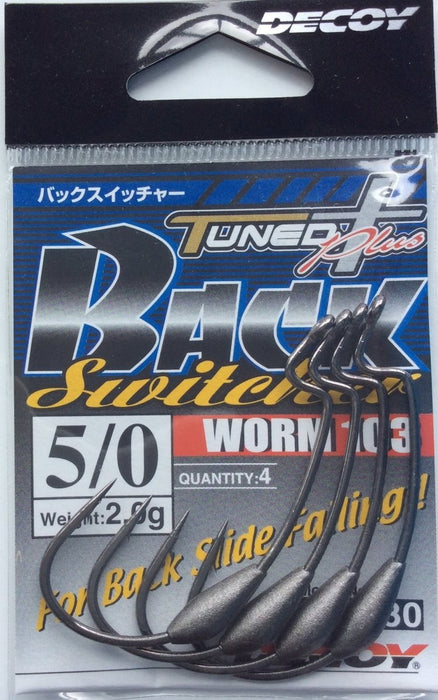 DECOY
バックスイッチャー
TUNED Plus
BACK
Switcher
WORM 103
5/0
QUANTITY:4
Weight:2.0g
For Back Slide Falling!
30
DECOY®